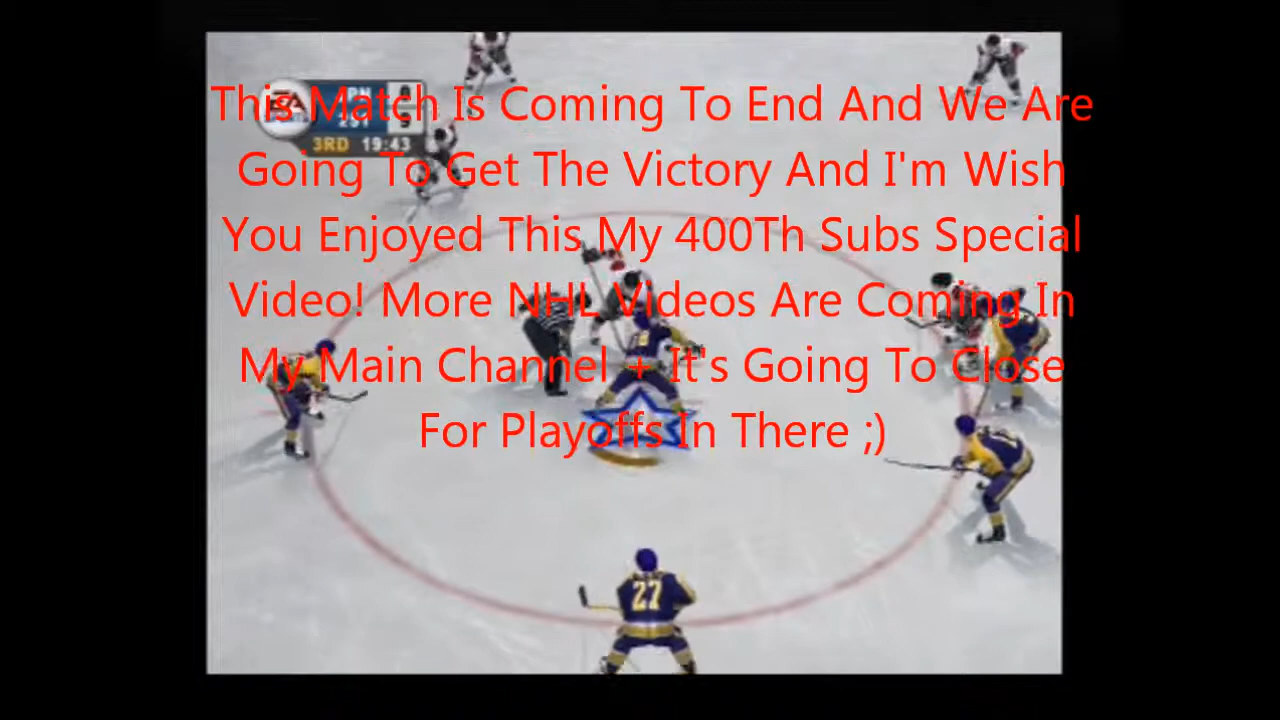 This Match Is Coming To End And We Are
Going To Get The Victory And I'm Wish
You Enjoyed This My 400Th Subs Special
Video! More NHL Videos Are Coming In
My Main Channel + It's Going To Close
For Playoffs In There ;)
EA
3RD 19:43
27